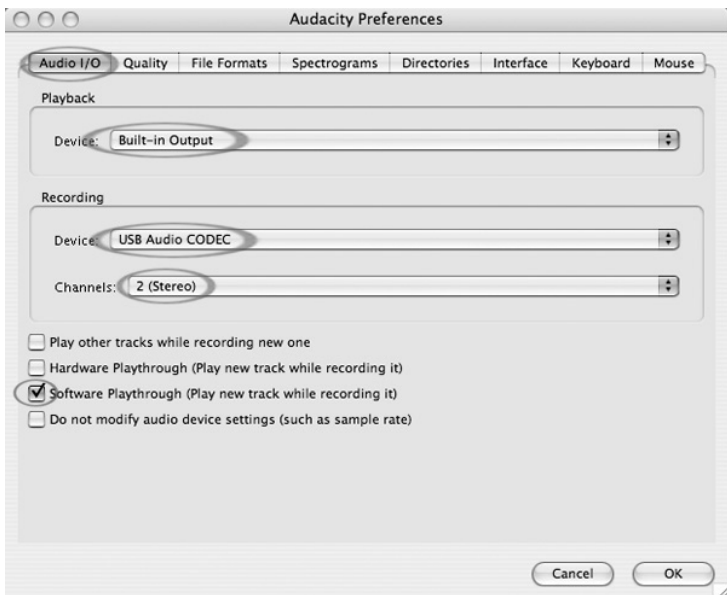 Audacity Preferences
Audio I/O Quality File Formats Spectrograms Directories Interface Keyboard Mouse
Playback
Device: Built-in Output
Recording
Device: USB Audio CODEC
Channels: 2 (Stereo)
Play other tracks while recording new one
Hardware Playthrough (Play new track while recording it)
Software Playthrough (Play new track while recording it)
Do not modify audio device settings (such as sample rate)
Cancel OK